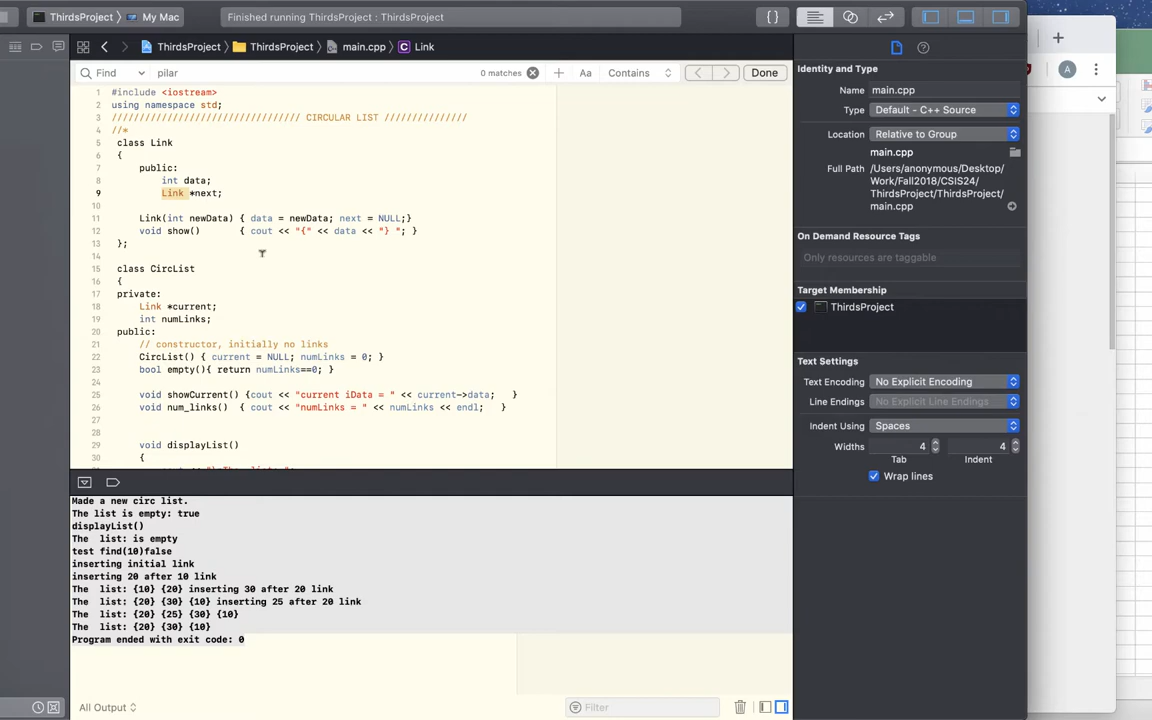 ThirdsProject 〉 My Mac
Finished running ThirdsProject : ThirdsProject
{}
ThirdsProject 〉 ThirdsProject 〉 main.cpp 〉 C Link
Find pilar 0 matches Aa Contains Done
1 #include <iostream>
2 using namespace std;
3 ////////////////////////////////// CIRCULAR LIST ///////////////
4 //*
5 class Link
6 {
7 public:
8 int data;
9 Link *next;
10
11 Link(int newData) { data = newData; next = NULL;}
12 void show() { cout << "{" << data << "} "; }
13 };
14
15 class CircList
16 {
17 private:
18 Link *current;
19 int numLinks;
20 public:
21 // constructor, initially no links
22 CircList() { current = NULL; numLinks = 0; }
23 bool empty(){ return numLinks==0; }
24
25 void showCurrent() {cout << "current iData = " << current->data; }
26 void num_links() { cout << "numLinks = " << numLinks << endl; }
27
28
29 void displayList()
30 {
Made a new circ list.
The list is empty: true
displayList()
The  list: is empty
test find(10)false
inserting initial link
inserting 20 after 10 link
The  list: {10} {20} inserting 30 after 20 link
The  list: {20} {30} {10} inserting 25 after 20 link
The  list: {20} {25} {30} {10}
The  list: {20} {30} {10}
Program ended with exit code: 0
All Output
Filter
Identity and Type
Name main.cpp
Type Default - C++ Source
Location Relative to Group
main.cpp
Full Path /Users/anonymous/Desktop/
Work/Fall2018/CSIS24/
ThirdsProject/ThirdsProject/
main.cpp
On Demand Resource Tags
Only resources are taggable
Target Membership
ThirdsProject
Text Settings
Text Encoding No Explicit Encoding
Line Endings No Explicit Line Endings
Indent Using Spaces
Widths 4 4
Tab Indent
Wrap lines
A